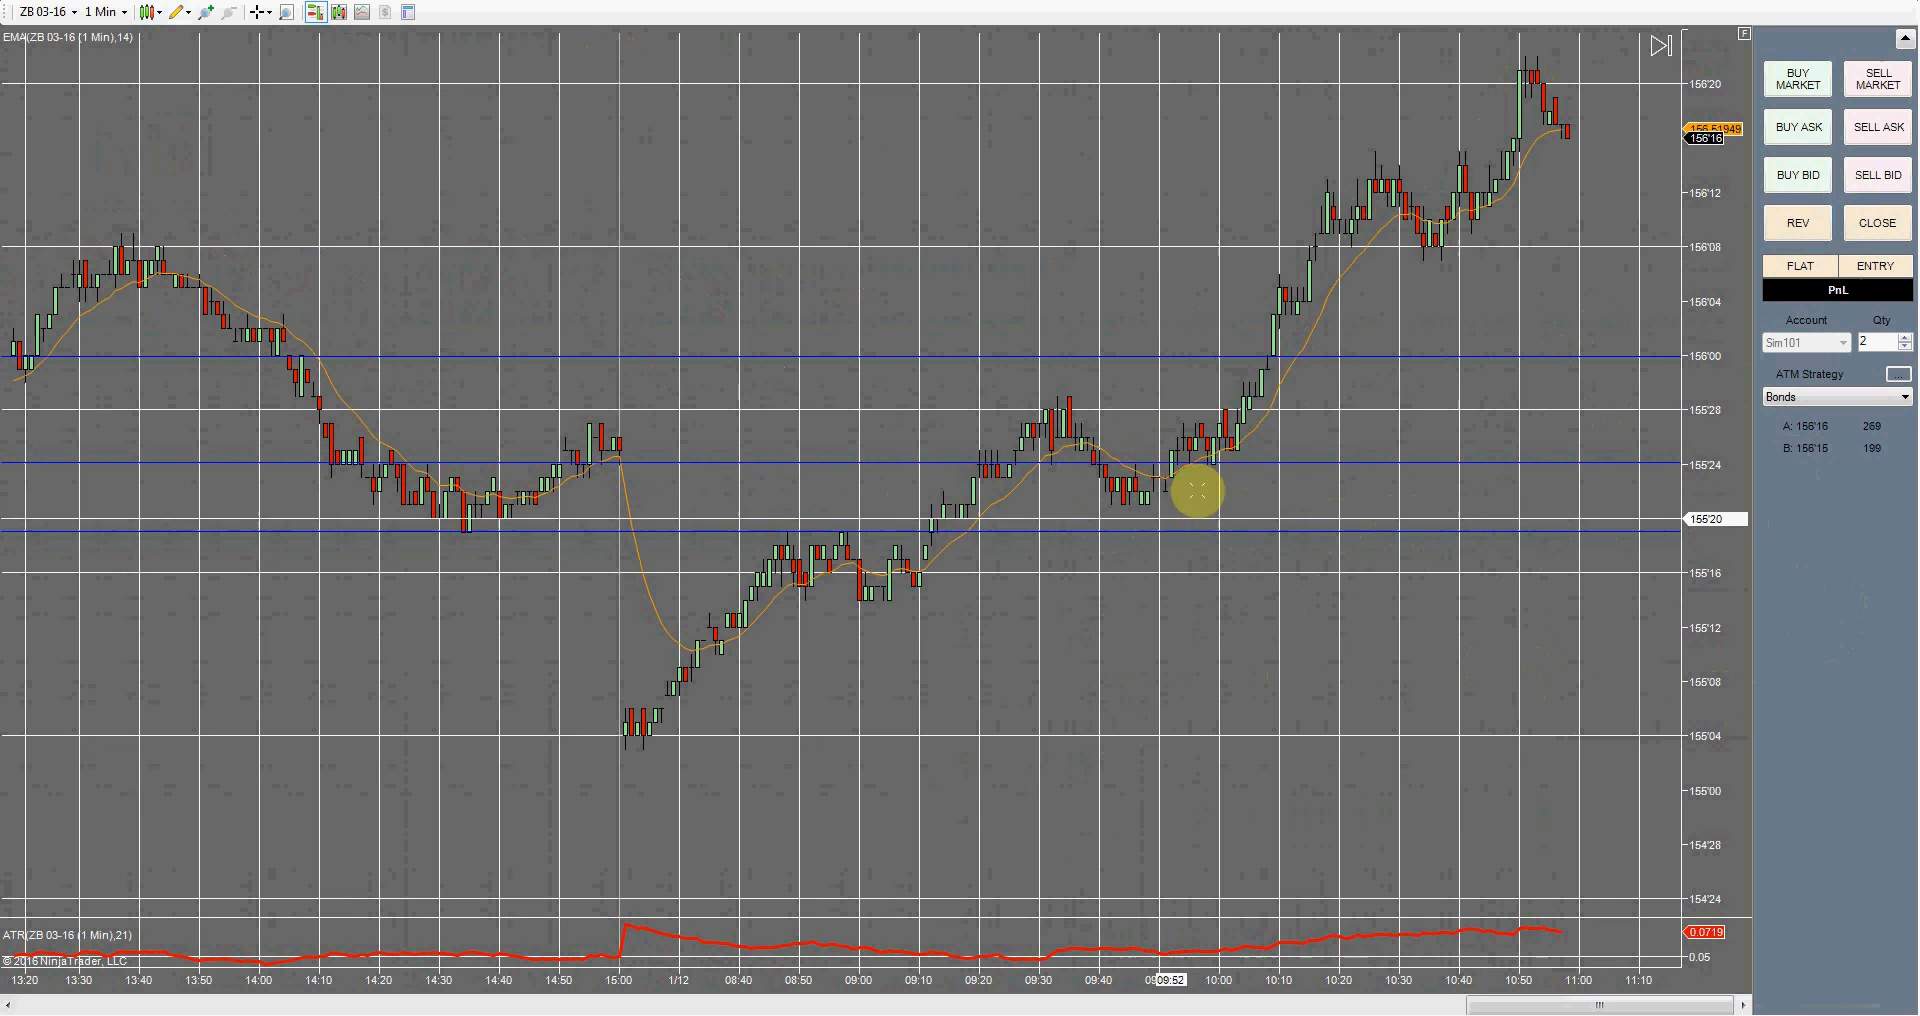 ZB 03-16 1 Min
EMA(ZB 03-16 (1 Min),14)
F
156'20
156.51949
156'16
156'12
156'08
156'04
156'00
155'28
155'24
155'20
155'16
155'12
155'08
155'04
155'00
154'28
154'24
ATR(ZB 03-16 (1 Min),21)
0.0719
0.05
© 2016 NinjaTrader, LLC
13:20 13:30 13:40 13:50 14:00 14:10 14:20 14:30 14:40 14:50 15:00 1/12 08:40 08:50 09:00 09:10 09:20 09:30 09:40 09:52 10:00 10:10 10:20 10:30 10:40 10:50 11:00 11:10
BUY MARKET SELL MARKET
BUY ASK SELL ASK
BUY BID SELL BID
REV CLOSE
FLAT ENTRY
PnL
Account Qty
Sim101 2
ATM Strategy ...
Bonds
A: 156'16 269
B: 156'15 199